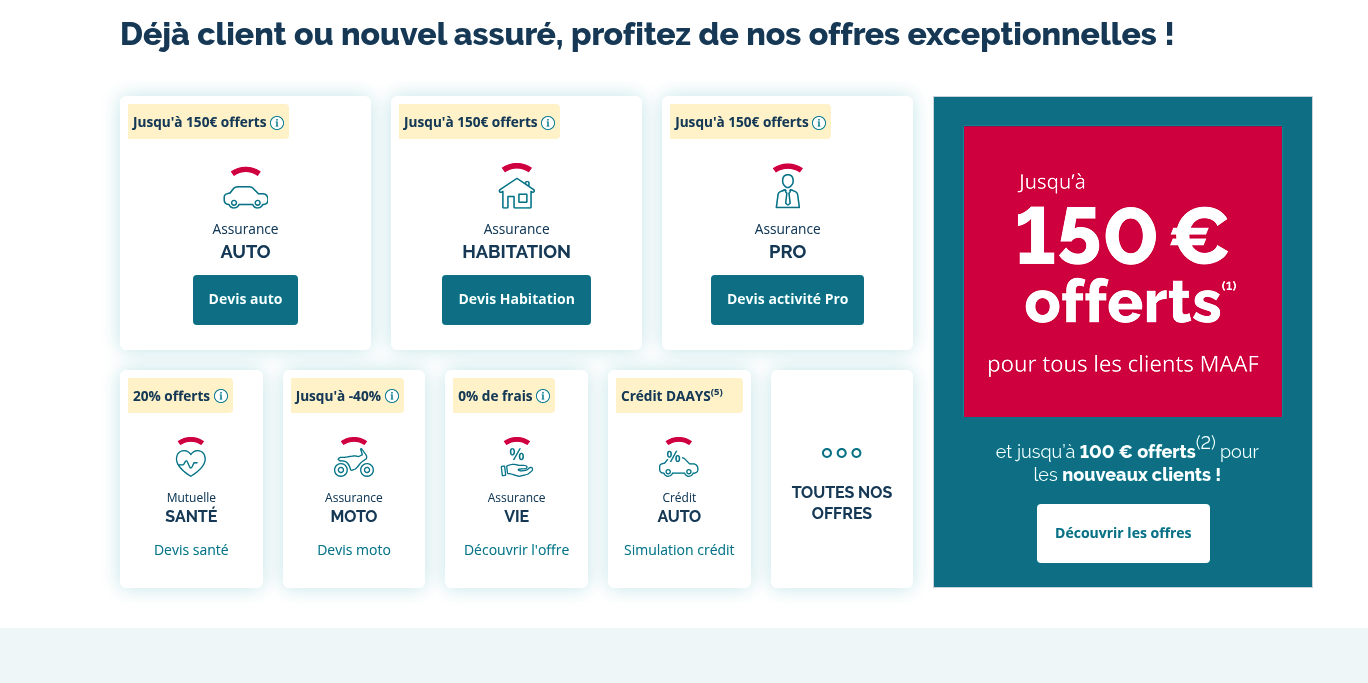 Déjà client ou nouvel assuré, profitez de nos offres exceptionnelles !
Jusqu'à 150€ offerts
Assurance
AUTO
Devis auto
Jusqu'à 150€ offerts
Assurance
HABITATION
Devis Habitation
Jusqu'à 150€ offerts
Assurance
PRO
Devis activité Pro
20% offerts
Mutuelle
SANTÉ
Devis santé
Jusqu'à -40%
Assurance
MOTO
Devis moto
0% de frais
%
Assurance
VIE
Découvrir l'offre
Crédit DAAYS(5)
%
Crédit
AUTO
Simulation crédit
TOUTES NOS
OFFRES
Jusqu'à
150 €
offerts(1)
pour tous les clients MAAF
et jusqu'à 100 € offerts(2) pour
les nouveaux clients !
Découvrir les offres